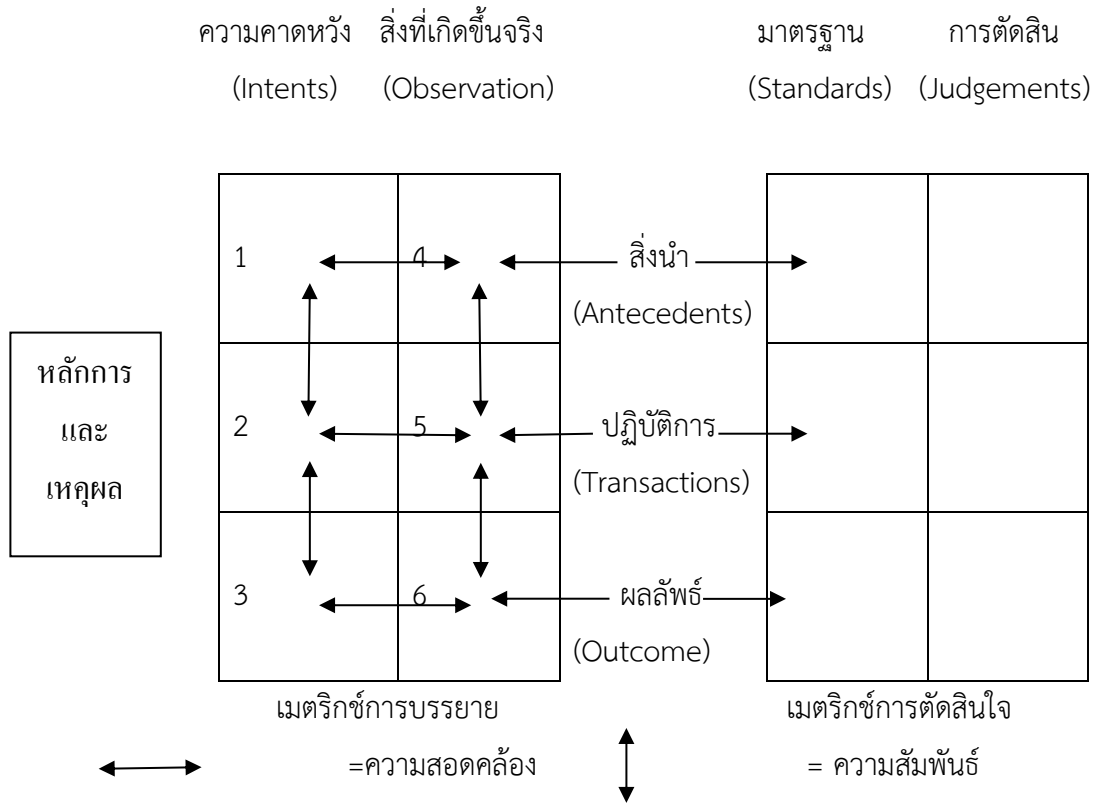 ความคาดหวัง สิ่งที่เกิดขึ้นจริง มาตรฐาน การตัดสิน
(Intents) (Observation) (Standards) (Judgements)
1 4 สิ่งนำ
(Antecedents)
หลักการ
และ
เหตุผล
2 5 ปฏิบัติการ
(Transactions)
3 6 ผลลัพธ์
(Outcome)
เมตริกซ์การบรรยาย เมตริกซ์การตัดสินใจ
=ความสอดคล้อง = ความสัมพันธ์